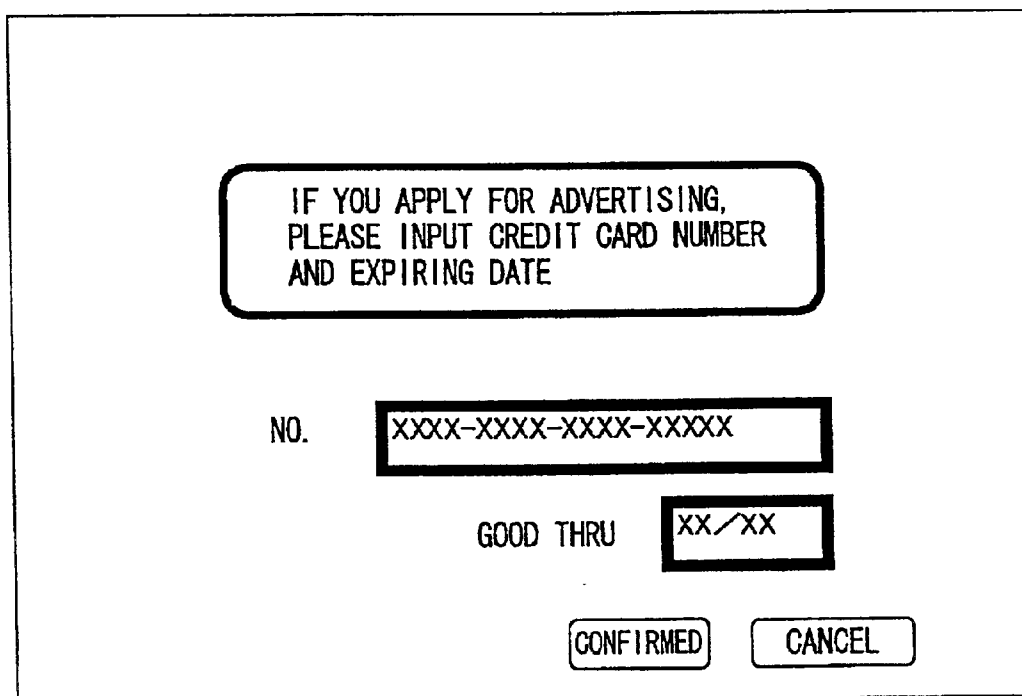 IF YOU APPLY FOR ADVERTISING,
PLEASE INPUT CREDIT CARD NUMBER
AND EXPIRING DATE
NO. XXXX-XXXX-XXXX-XXXXX
GOOD THRU XX/XX
CONFIRMED CANCEL